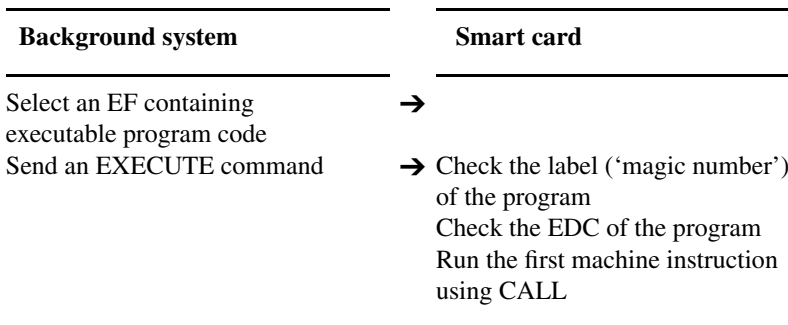 Background system Smart card
Select an EF containing ➔
executable program code
Send an EXECUTE command ➔ Check the label (‘magic number’)
of the program
Check the EDC of the program
Run the first machine instruction
using CALL